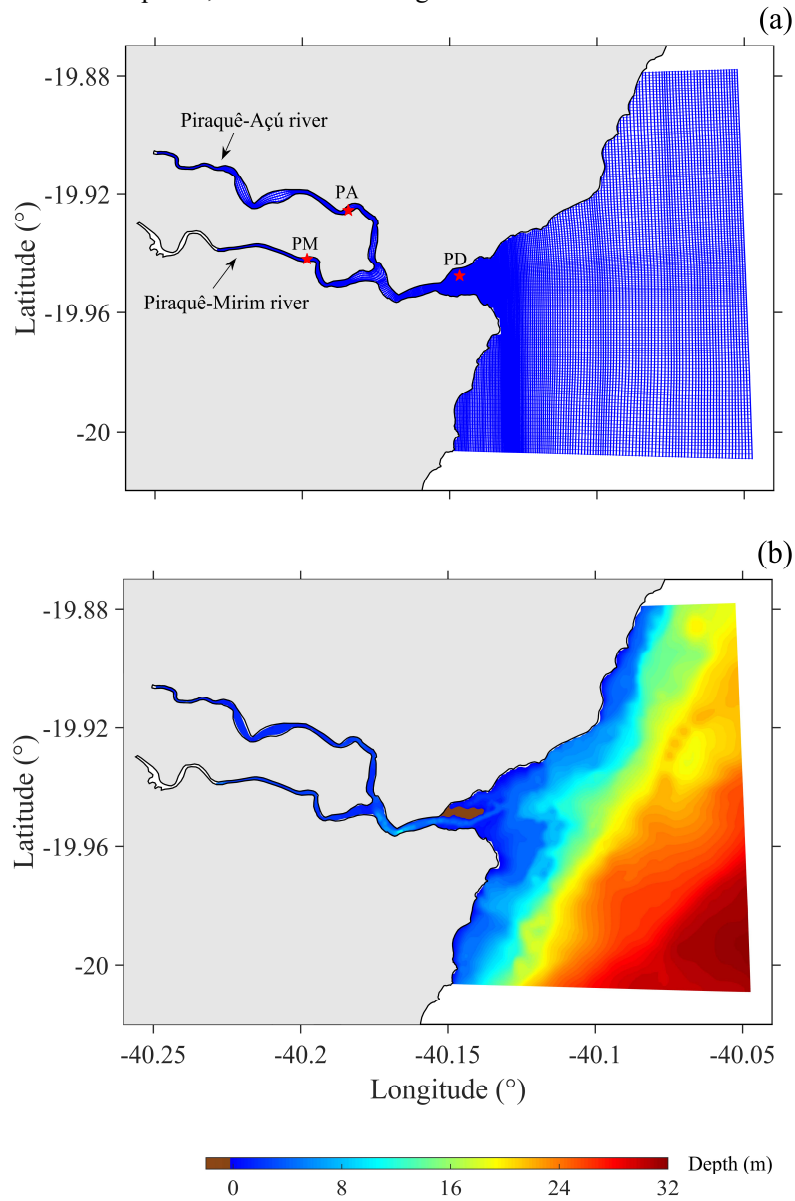 (a)
-19.88
Piraquê-Açú river
-19.92
PA
PM
PD
Latitude (°)
-19.96
Piraquê-Mirim river
-20
(b)
-19.88
-19.92
Latitude (°)
-19.96
-20
-40.25 -40.2 -40.15 -40.1 -40.05
Longitude (°)
Depth (m)
0 8 16 24 32